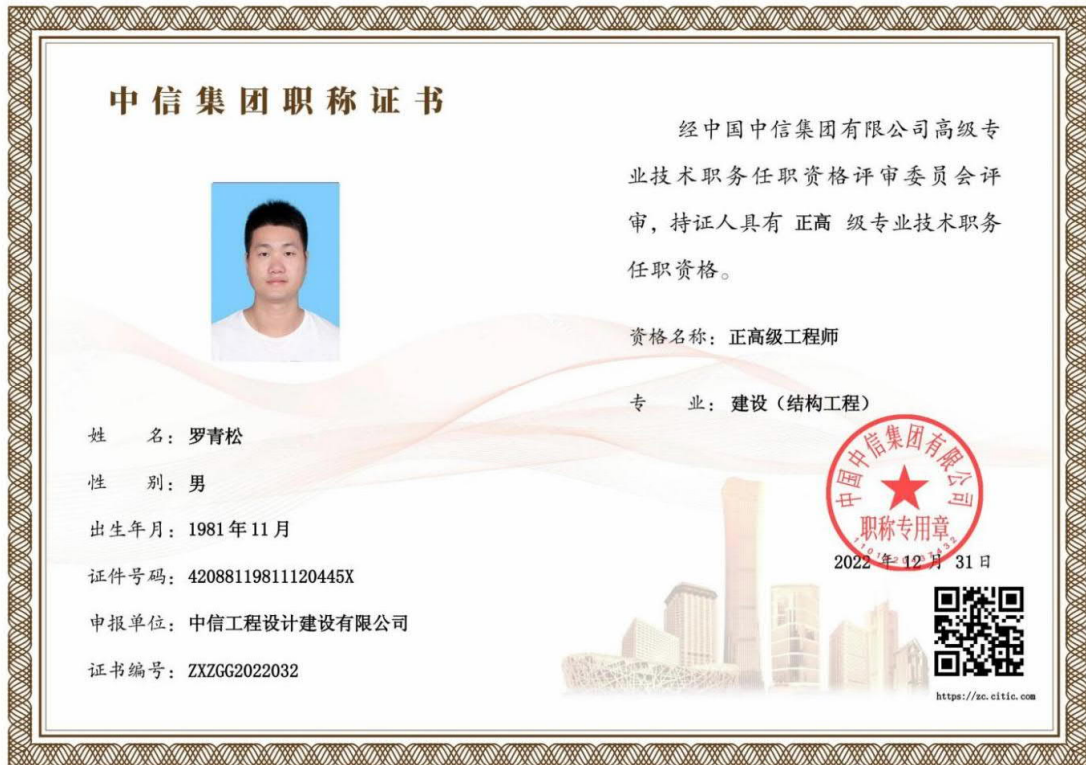 中信集团职称证书
姓 名：罗青松
性 别：男
出生年月：1981年11月
证件号码：42088119811120445X
申报单位：中信工程设计建设有限公司
证书编号：ZXZGG2022032
经中国中信集团有限公司高级专
业技术职务任职资格评审委员会评
审，持证人具有 正高 级专业技术职务
任职资格。
资格名称：正高级工程师
专 业：建设（结构工程）
中国中信集团有限公司
职称专用章
2022 年 12 月 31 日
https://zc.citic.com